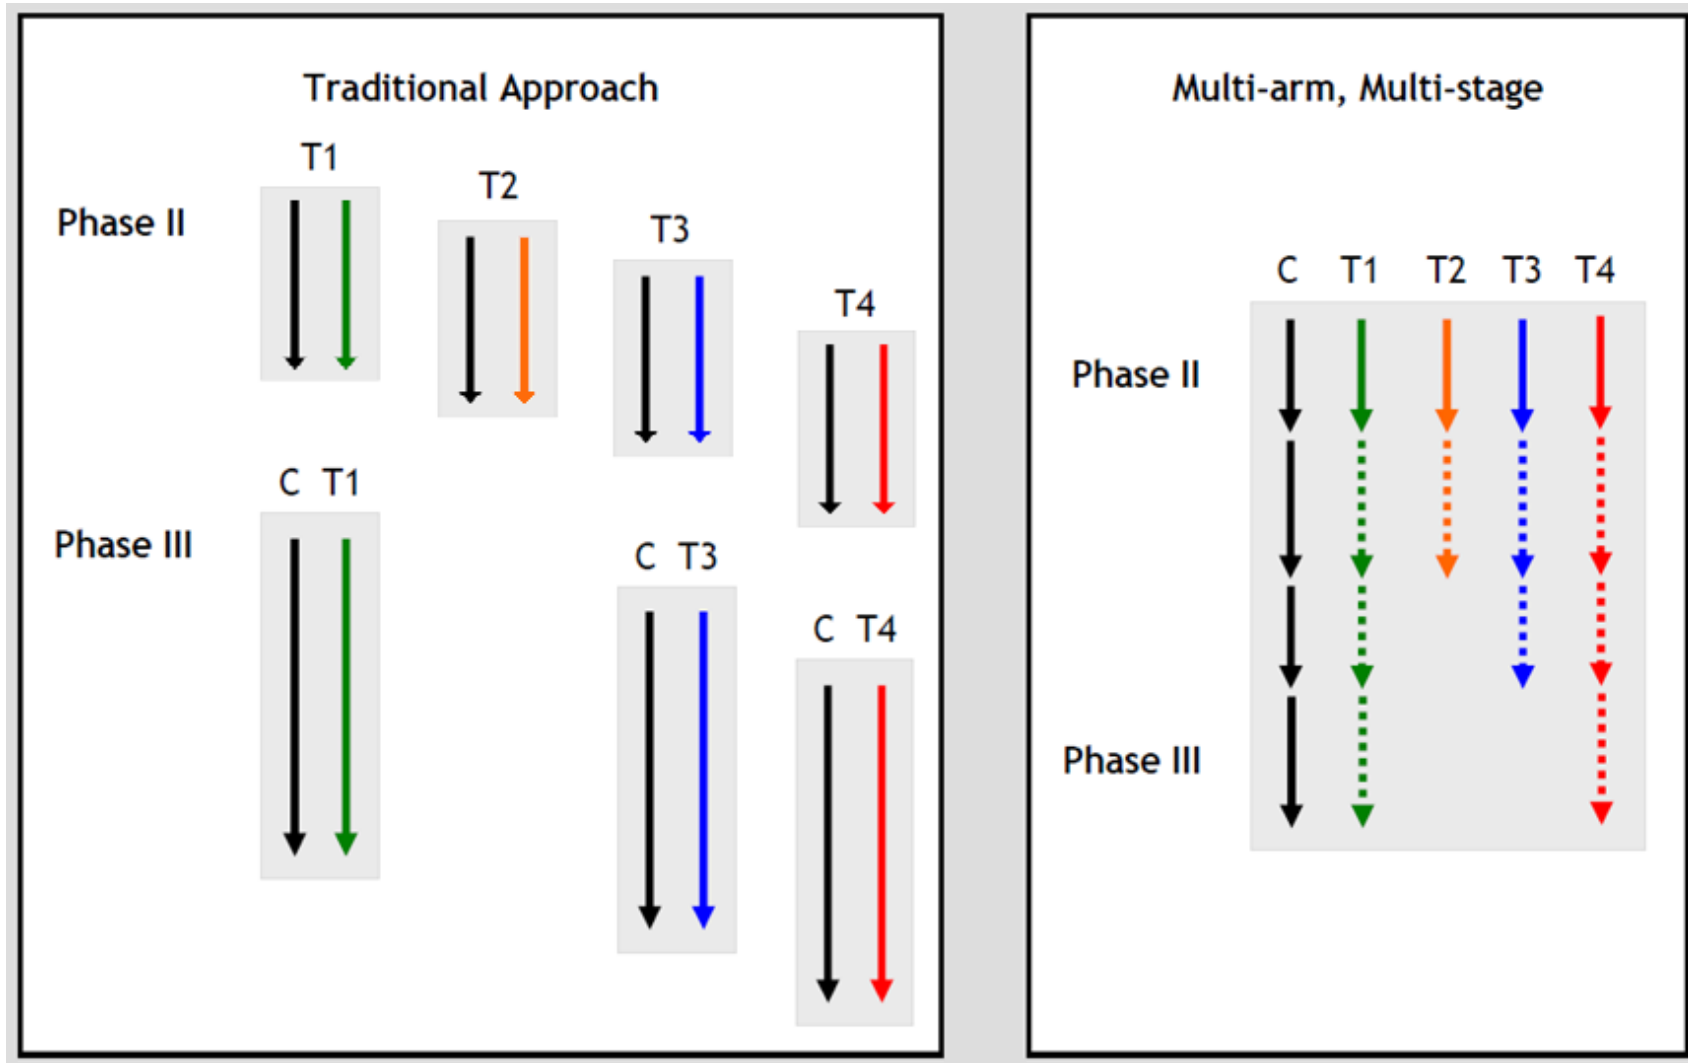 Traditional Approach
T1
T2
T3
T4
Phase II
C T1
C T3
C T4
Phase III
Multi-arm, Multi-stage
C T1 T2 T3 T4
Phase II
Phase III